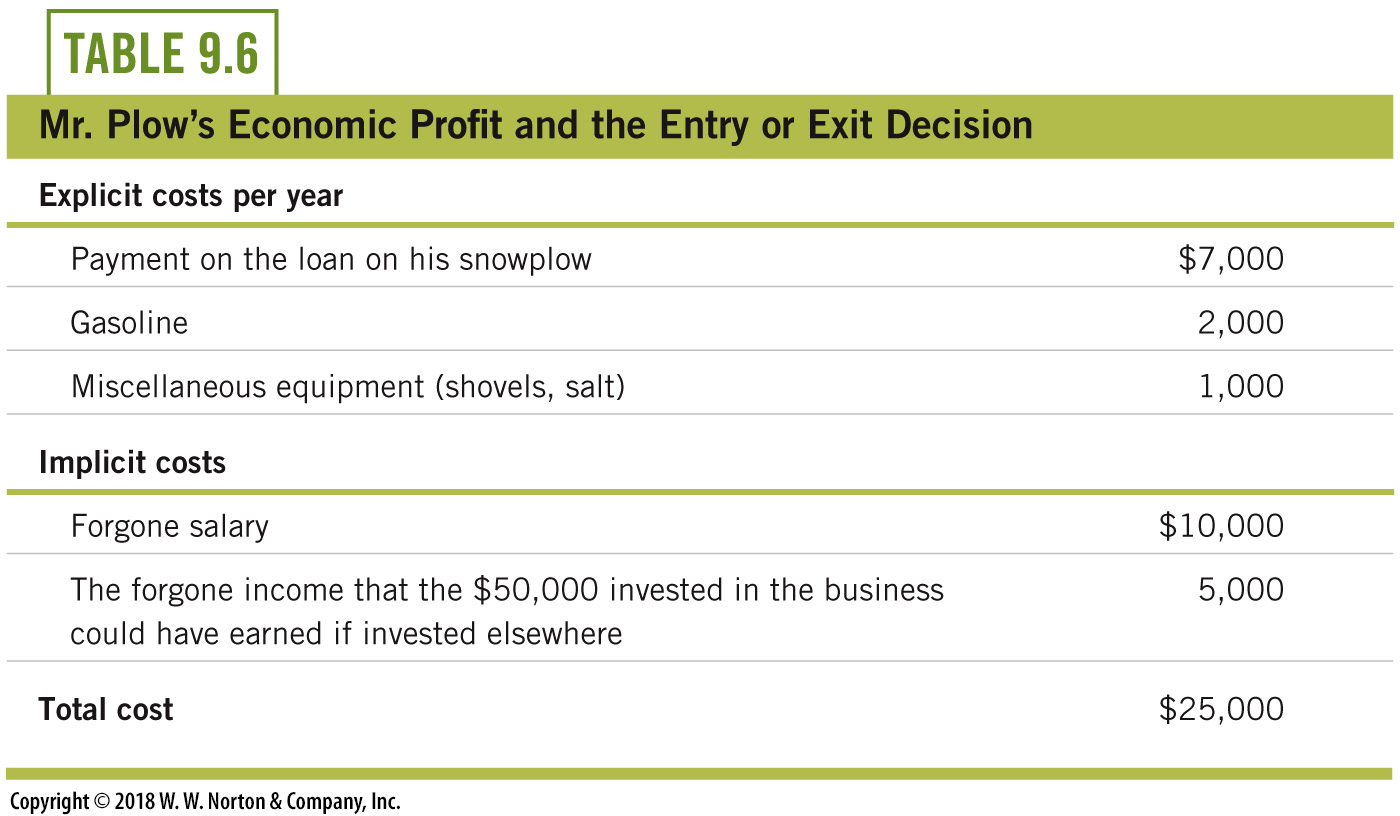 TABLE 9.6
Mr. Plow's Economic Profit and the Entry or Exit Decision
Explicit costs per year
Payment on the loan on his snowplow $7,000
Gasoline 2,000
Miscellaneous equipment (shovels, salt) 1,000
Implicit costs
Forgone salary $10,000
The forgone income that the $50,000 invested in the business 5,000
could have earned if invested elsewhere
Total cost $25,000
Copyright © 2018 W. W. Norton & Company, Inc.